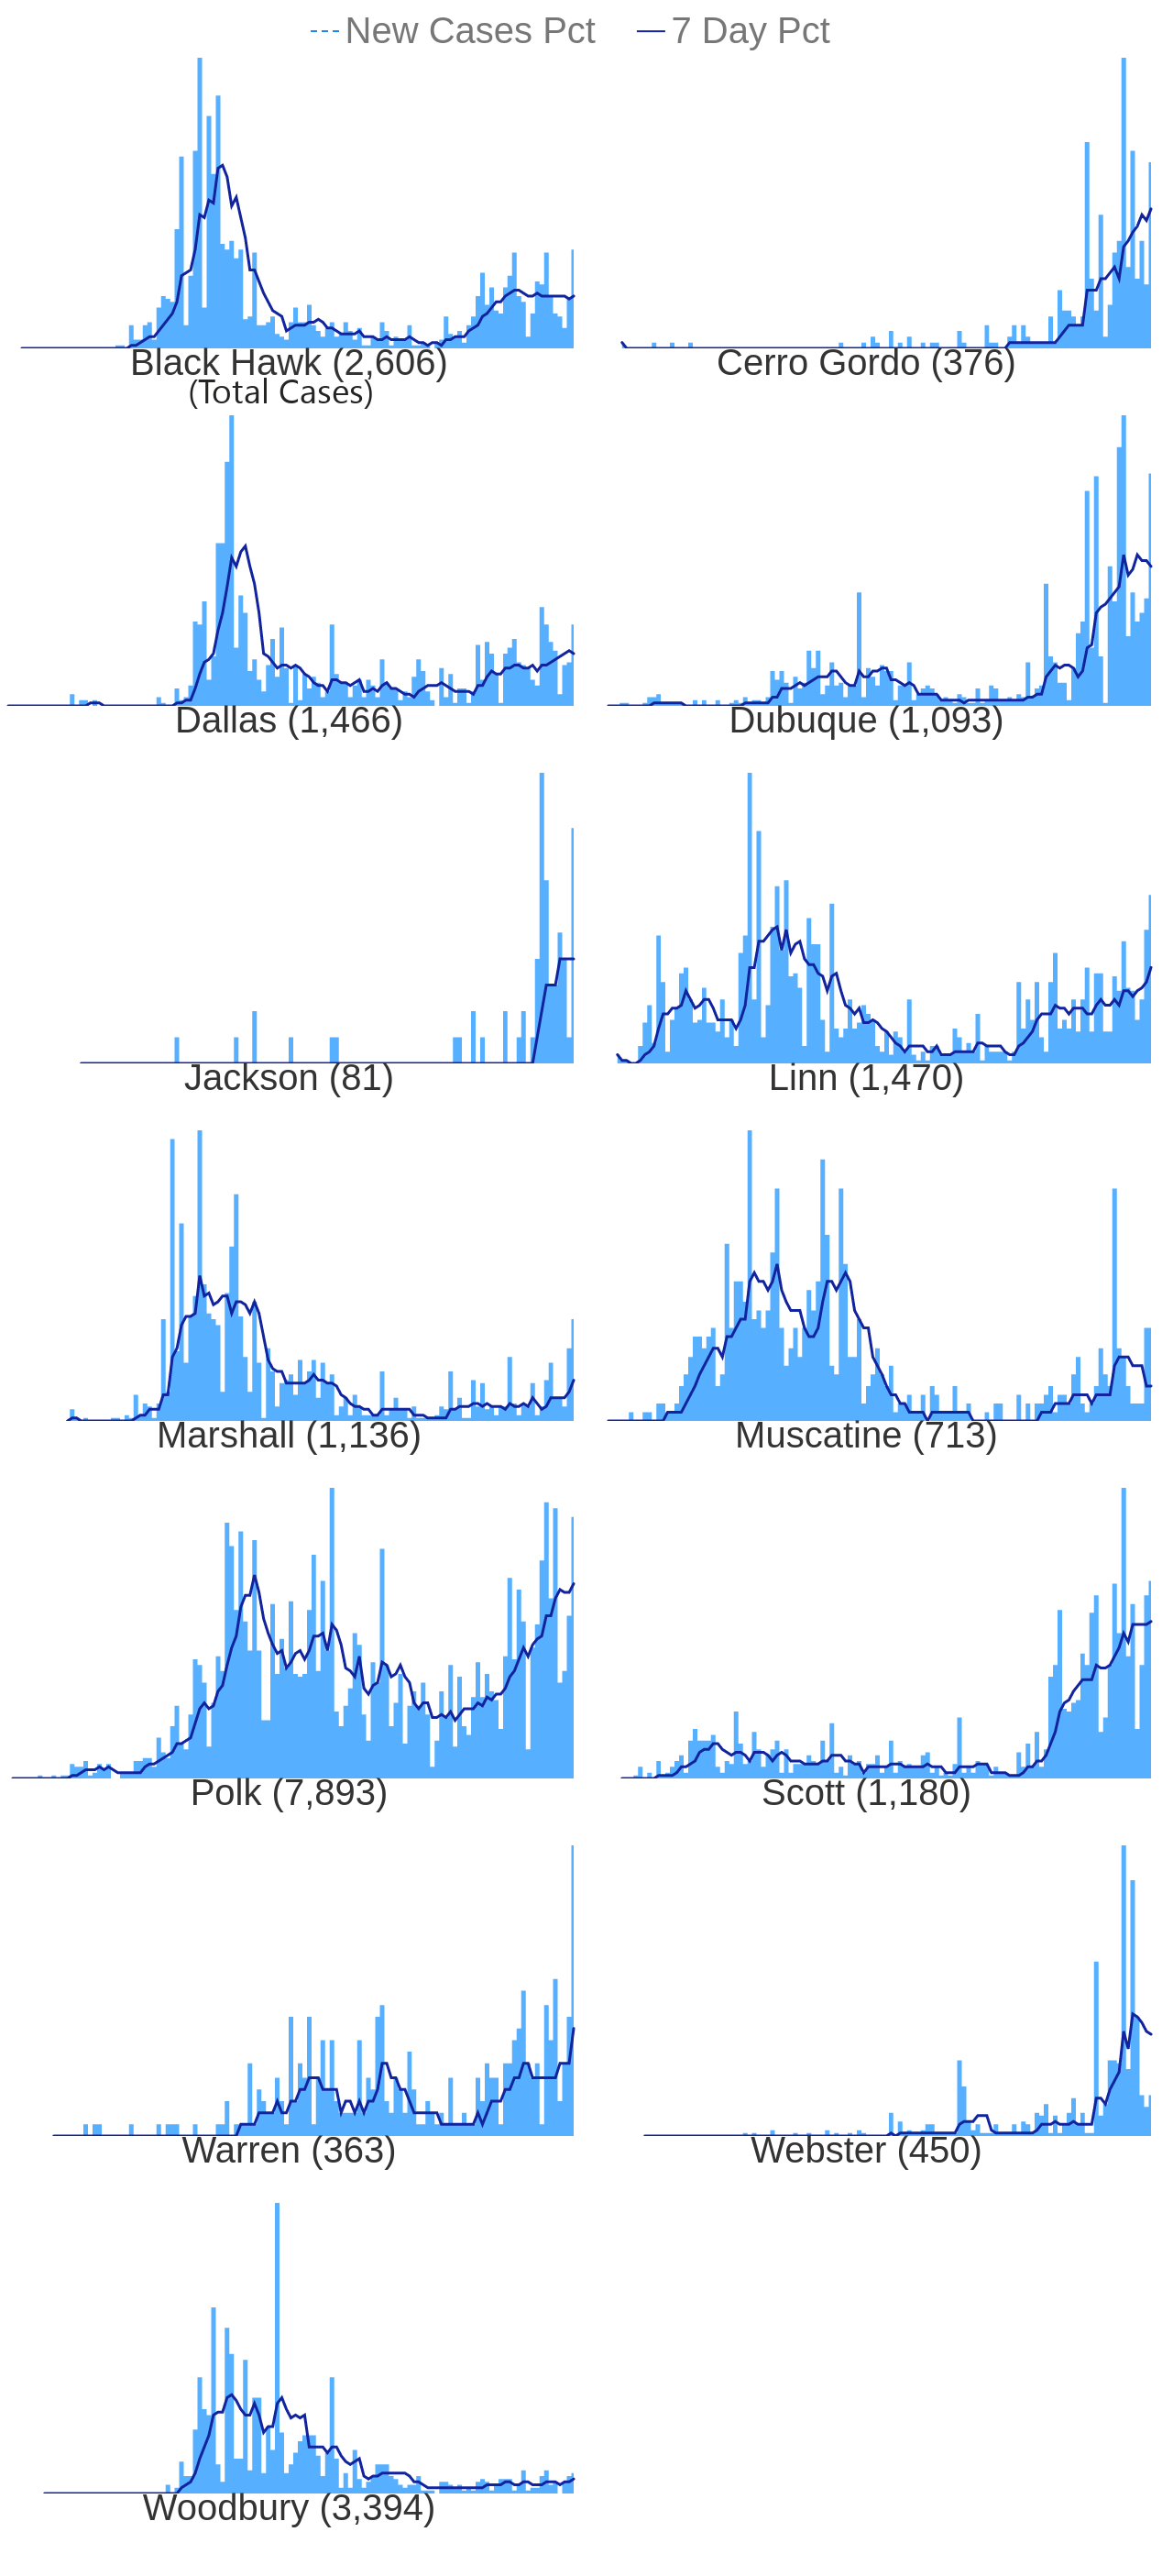 New Cases Pct 7 Day Pct
Black Hawk (2,606) Cerro Gordo (376)
(Total Cases)
Dallas (1,466) Dubuque (1,093)
Jackson (81) Linn (1,470)
Marshall (1,136) Muscatine (713)
Polk (7,893) Scott (1,180)
Warren (363) Webster (450)
Woodbury (3,394)